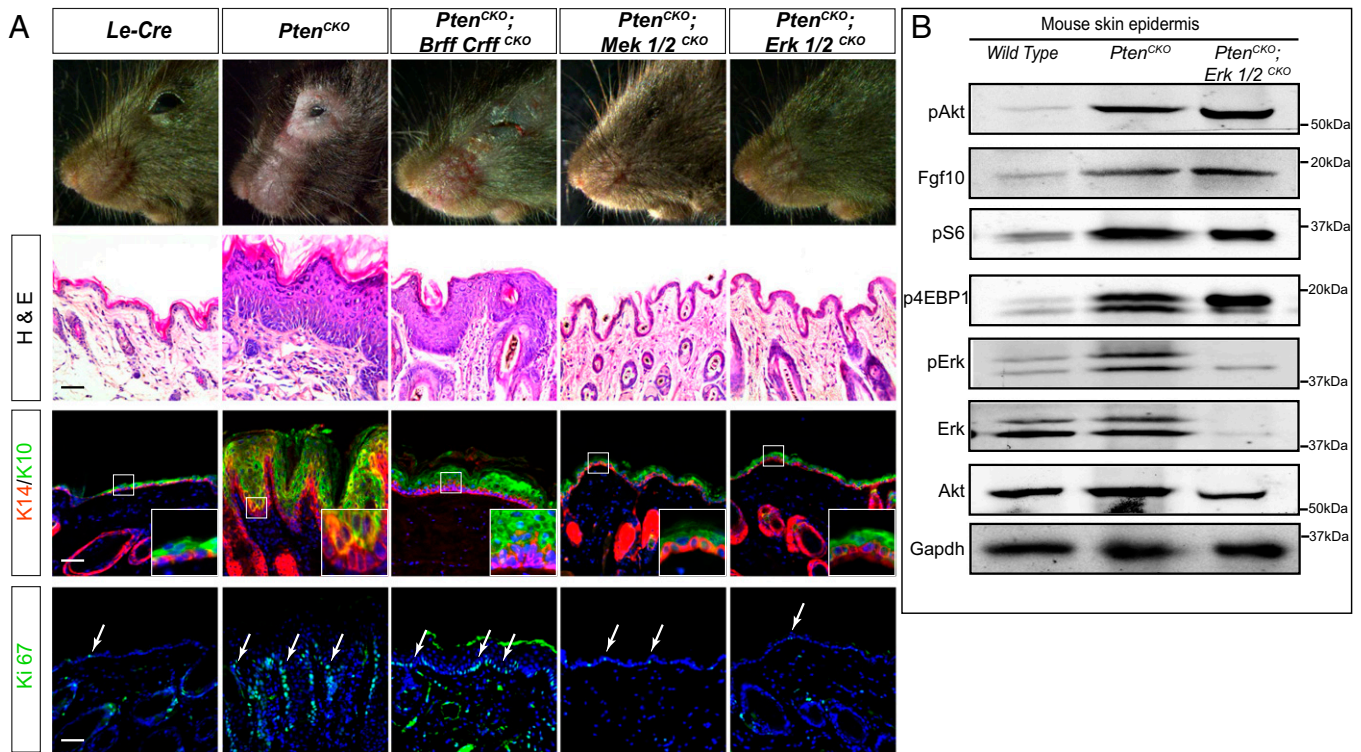 A
Le-Cre
Pten^CKO
Pten^CKO;
Brff Crff ^CKO
Pten^CKO;
Mek 1/2 ^CKO
Pten^CKO;
Erk 1/2 ^CKO
H & E
K14/K10
Ki 67
B
Mouse skin epidermis
Wild Type
Pten^CKO
Pten^CKO;
Erk 1/2 ^CKO
pAkt
50kDa
Fgf10
20kDa
pS6
37kDa
p4EBP1
20kDa
pErk
37kDa
Erk
37kDa
Akt
50kDa
Gapdh
37kDa